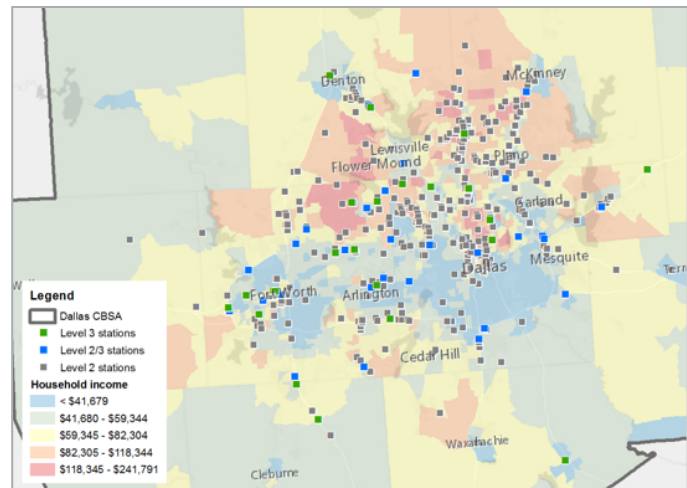 Denton
McKinney
Lewisville
Flower Mound
Plano
Garland
Dallas
Mesquite
Fort Worth
Arlington
Cedar Hill
Waxahachie
Cleburne
Legend
Dallas CBSA
Level 3 stations
Level 2/3 stations
Level 2 stations
Household income
< $41,679
$41,680 - $59,344
$59,345 - $82,304
$82,305 - $118,344
$118,345 - $241,791